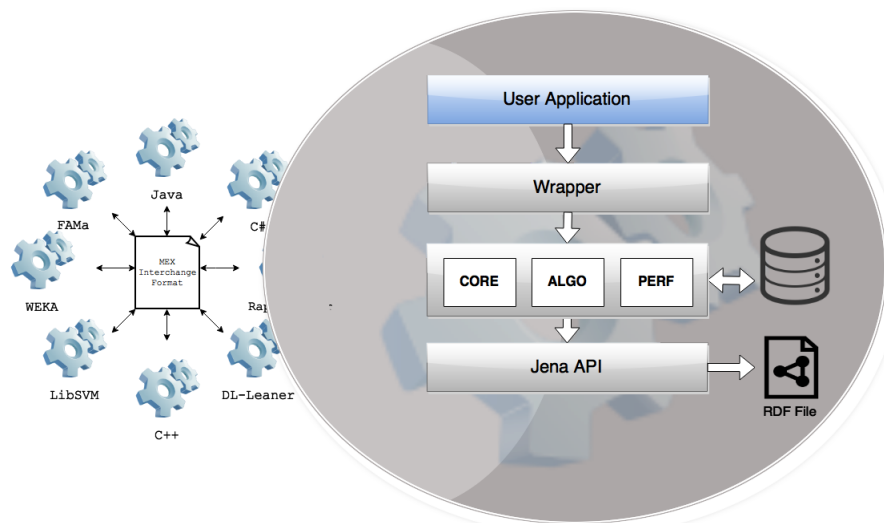 User Application
Wrapper
CORE
ALGO
PERF
Jena API
RDF File
Java
FAMa
C#
MEX
Interchange
Format
WEKA
LibSVM
DL-Leaner
C++